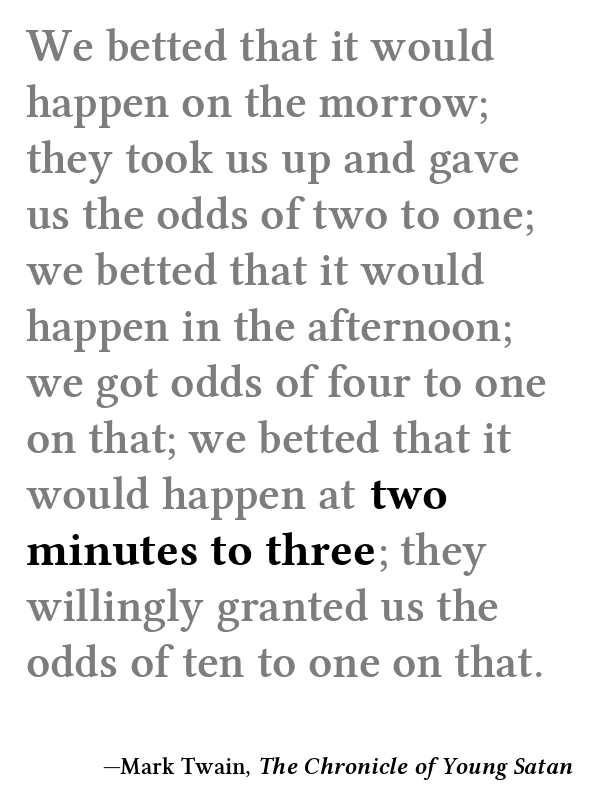 We betted that it would
happen on the morrow;
they took us up and gave
us the odds of two to one;
we betted that it would
happen in the afternoon;
we got odds of four to one
on that; we betted that it
would happen at two
minutes to three; they
willingly granted us the
odds of ten to one on that.
—Mark Twain, The Chronicle of Young Satan